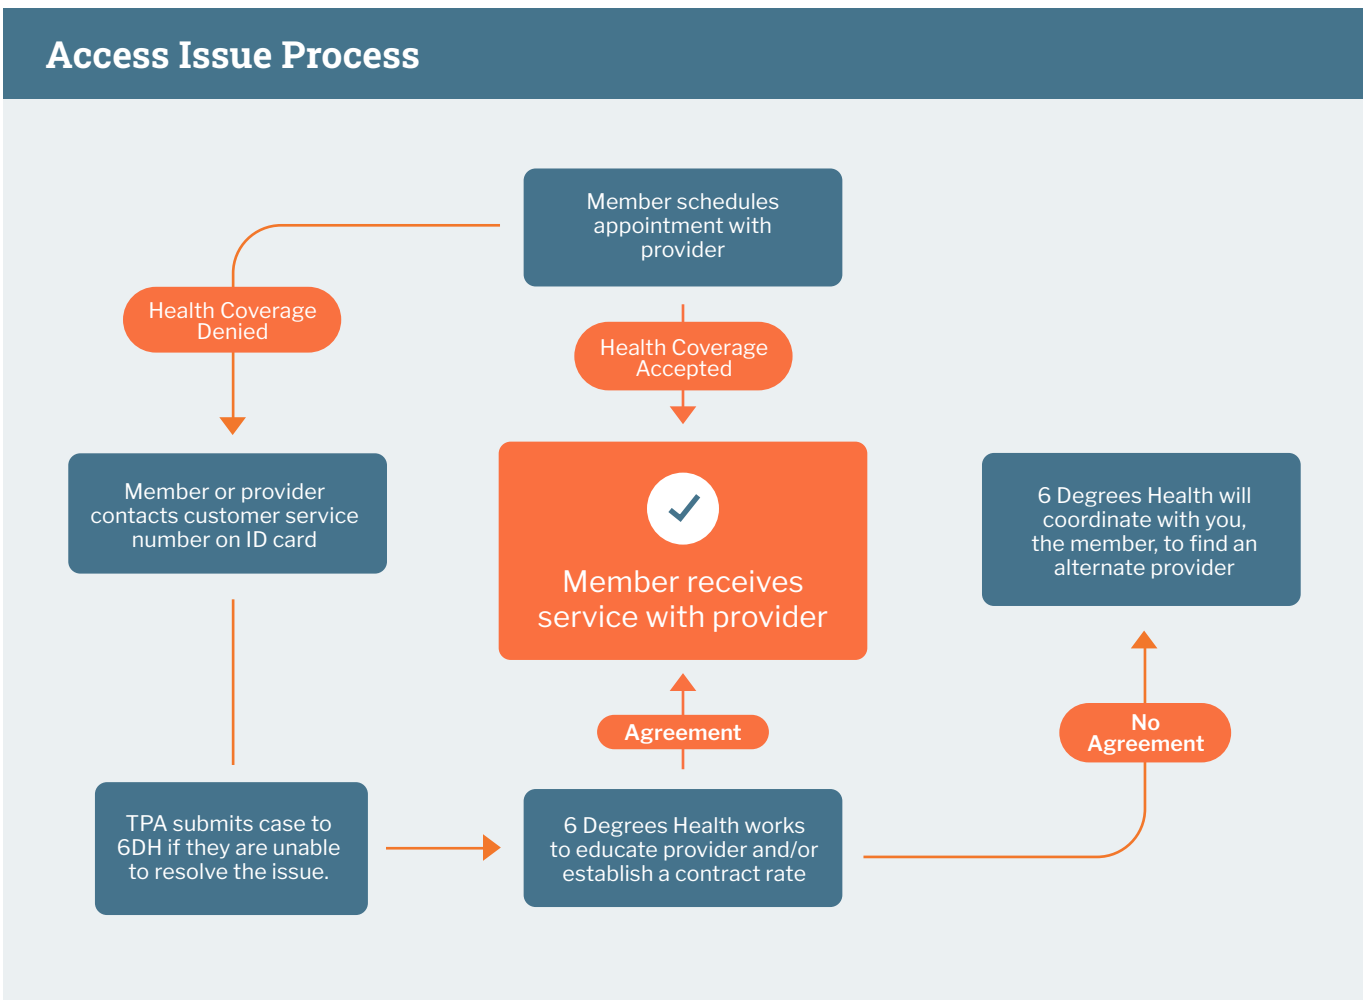 Access Issue Process
Member schedules
appointment with
provider
Health Coverage
Denied
Health Coverage
Accepted
Member or provider
contacts customer service
number on ID card
Member receives
service with provider
6 Degrees Health will
coordinate with you,
the member, to find an
alternate provider
Agreement
No
Agreement
TPA submits case to
6DH if they are unable
to resolve the issue.
6 Degrees Health works
to educate provider and/or
establish a contract rate